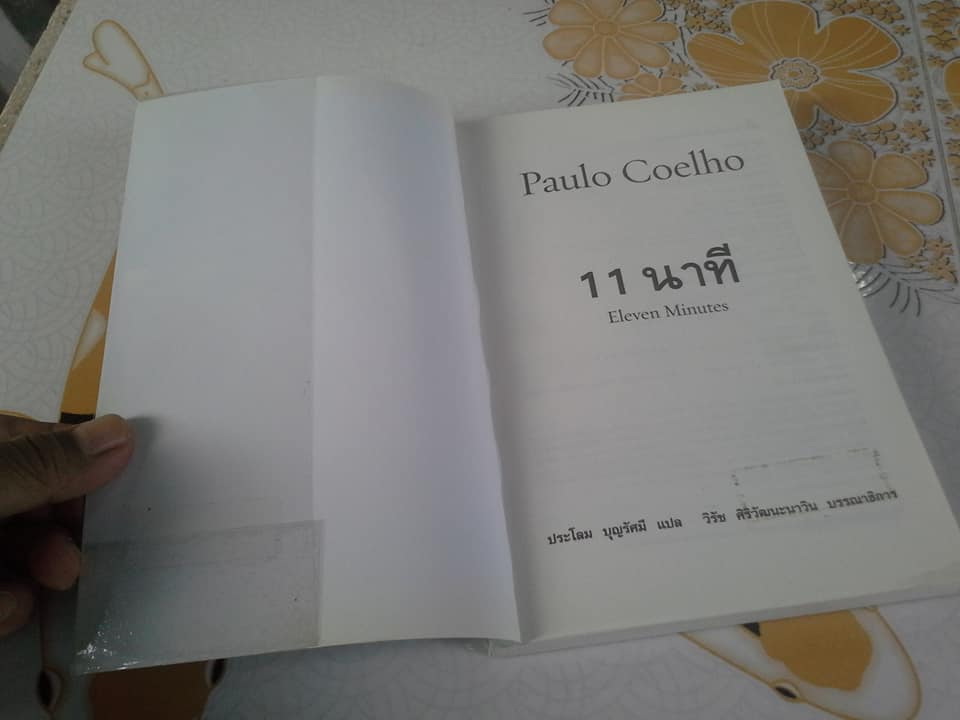 Paulo Coelho
11 นาที
Eleven Minutes
ประโลม บุญรัศมี แปล วิรัช ศิริวัฒนะนาวิน บรรณาธิการ